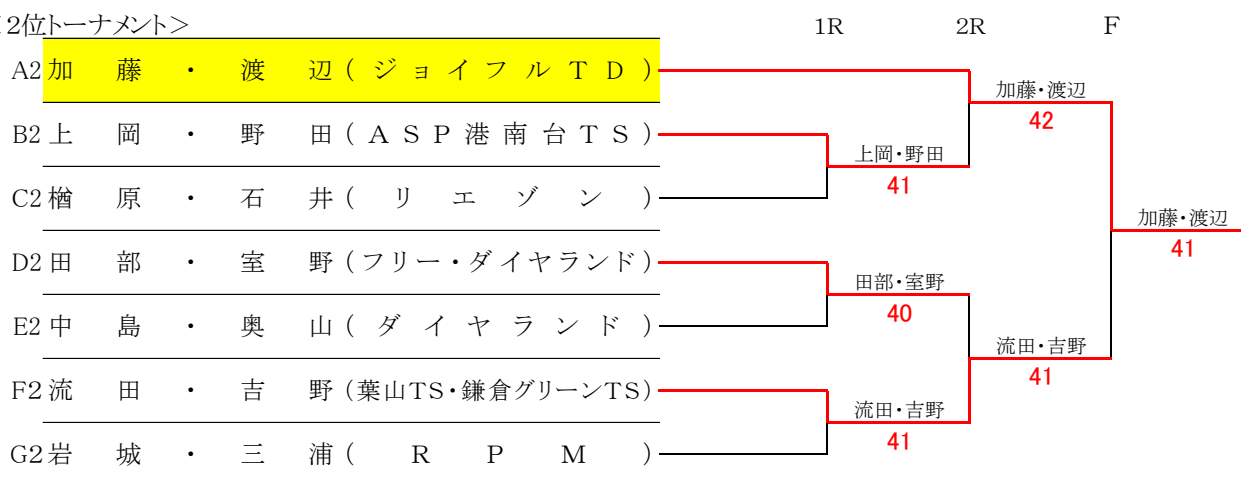 2位トーナメント＞ 1R 2R F
A2 加藤・渡辺(ジョイフルTD)
加藤・渡辺
42
B2 上岡・野田(ASP港南台TS)
上岡・野田
41
C2 楢原・石井(リエゾン)
加藤・渡辺
41
D2 田部・室野(フリー・ダイヤランド)
田部・室野
40
E2 中島・奥山(ダイヤランド)
流田・吉野
41
F2 流田・吉野(葉山TS・鎌倉グリーンTS)
流田・吉野
41
G2 岩城・三浦(RPM)